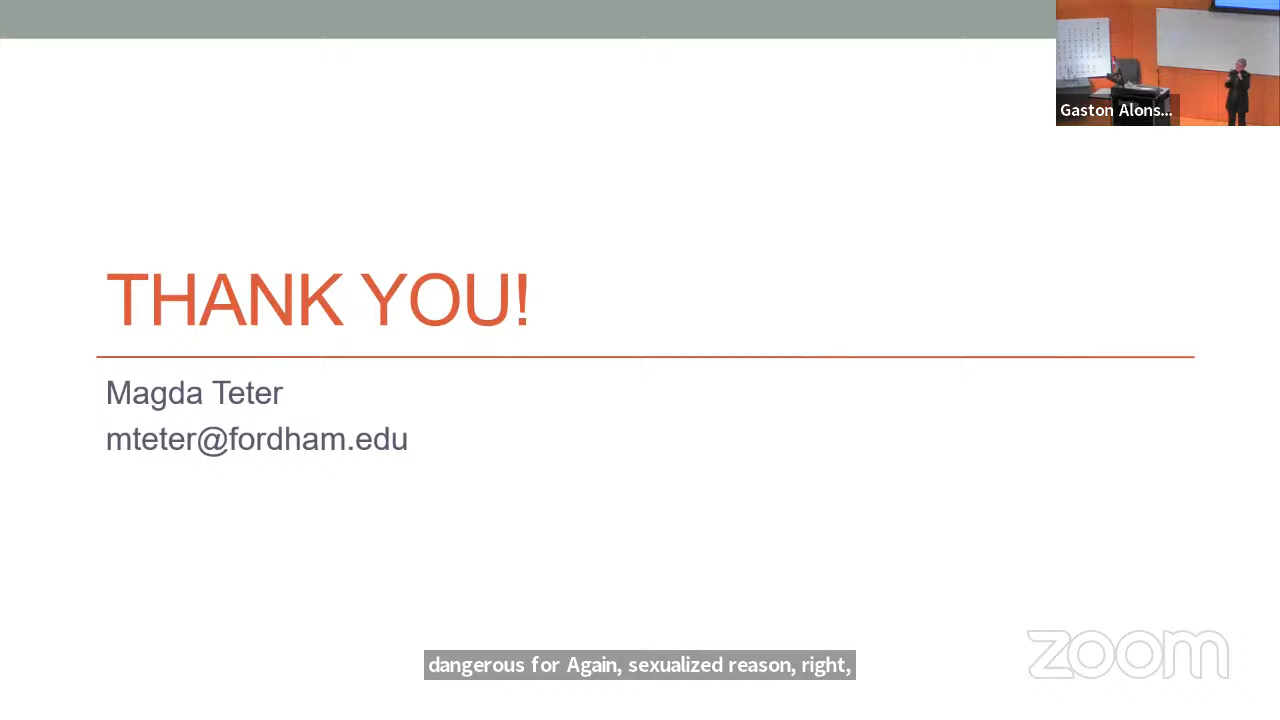 Gaston Alons...
THANK YOU!
Magda Teter
mteter@fordham.edu
dangerous for Again, sexualized reason, right,
zoom